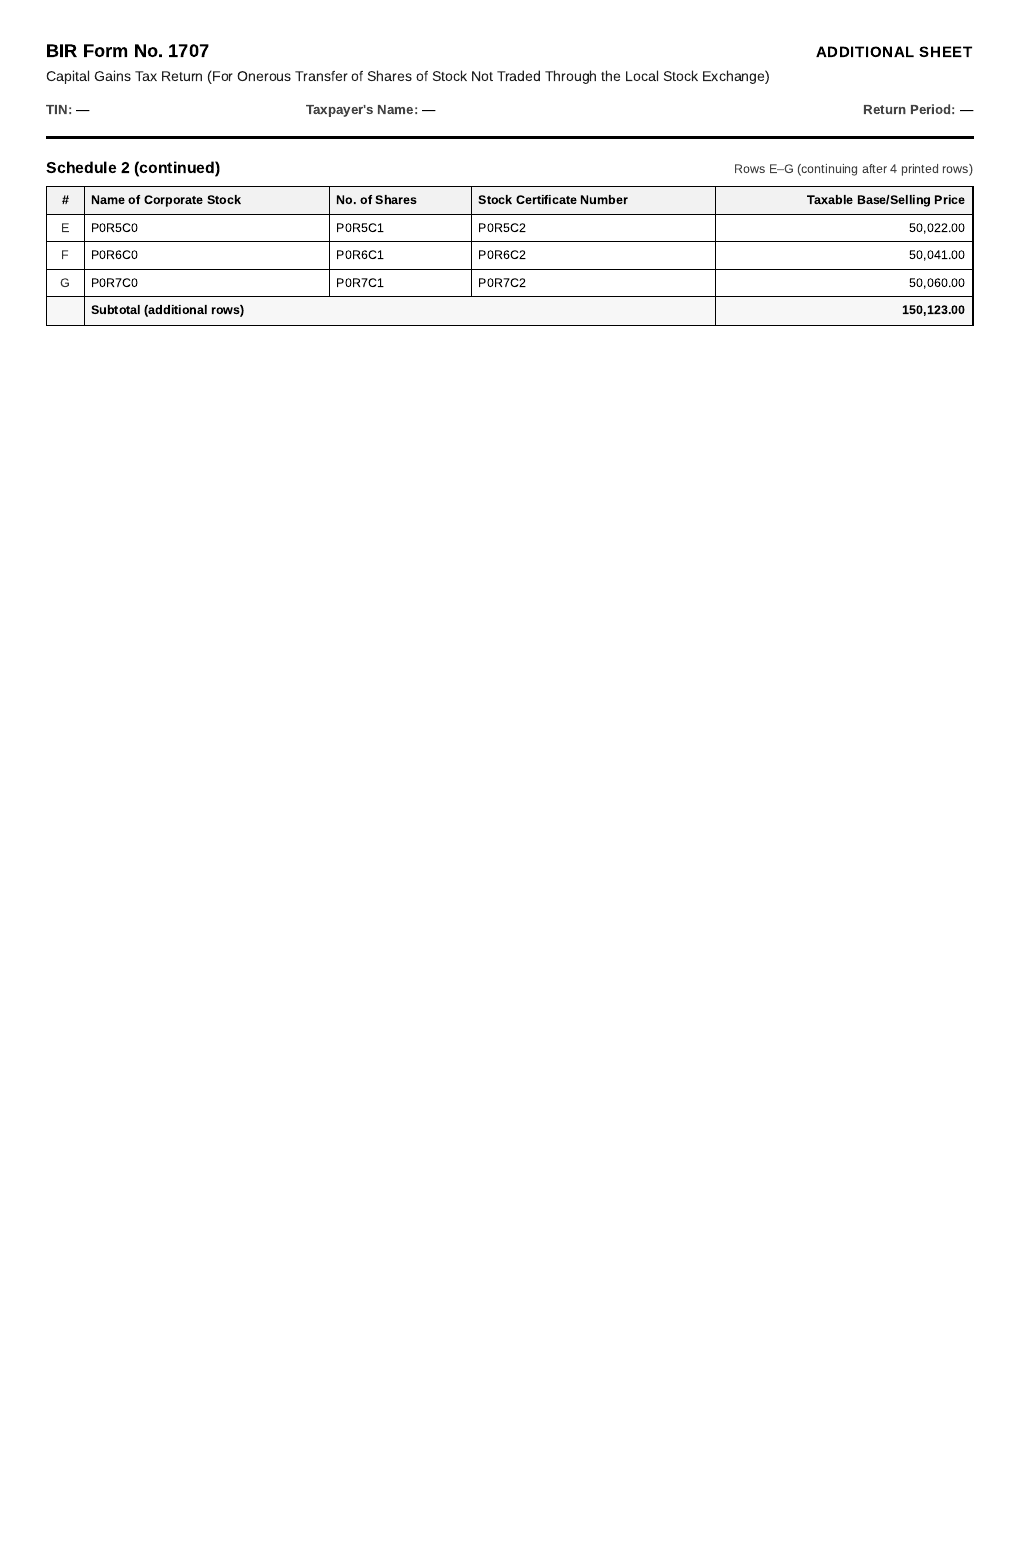 BIR Form No. 1707 ADDITIONAL SHEET
Capital Gains Tax Return (For Onerous Transfer of Shares of Stock Not Traded Through the Local Stock Exchange)
TIN: — Taxpayer's Name: — Return Period: —
Schedule 2 (continued) Rows E–G (continuing after 4 printed rows)
# Name of Corporate Stock No. of Shares Stock Certificate Number Taxable Base/Selling Price
E P0R5C0 P0R5C1 P0R5C2 50,022.00
F P0R6C0 P0R6C1 P0R6C2 50,041.00
G P0R7C0 P0R7C1 P0R7C2 50,060.00
Subtotal (additional rows) 150,123.00